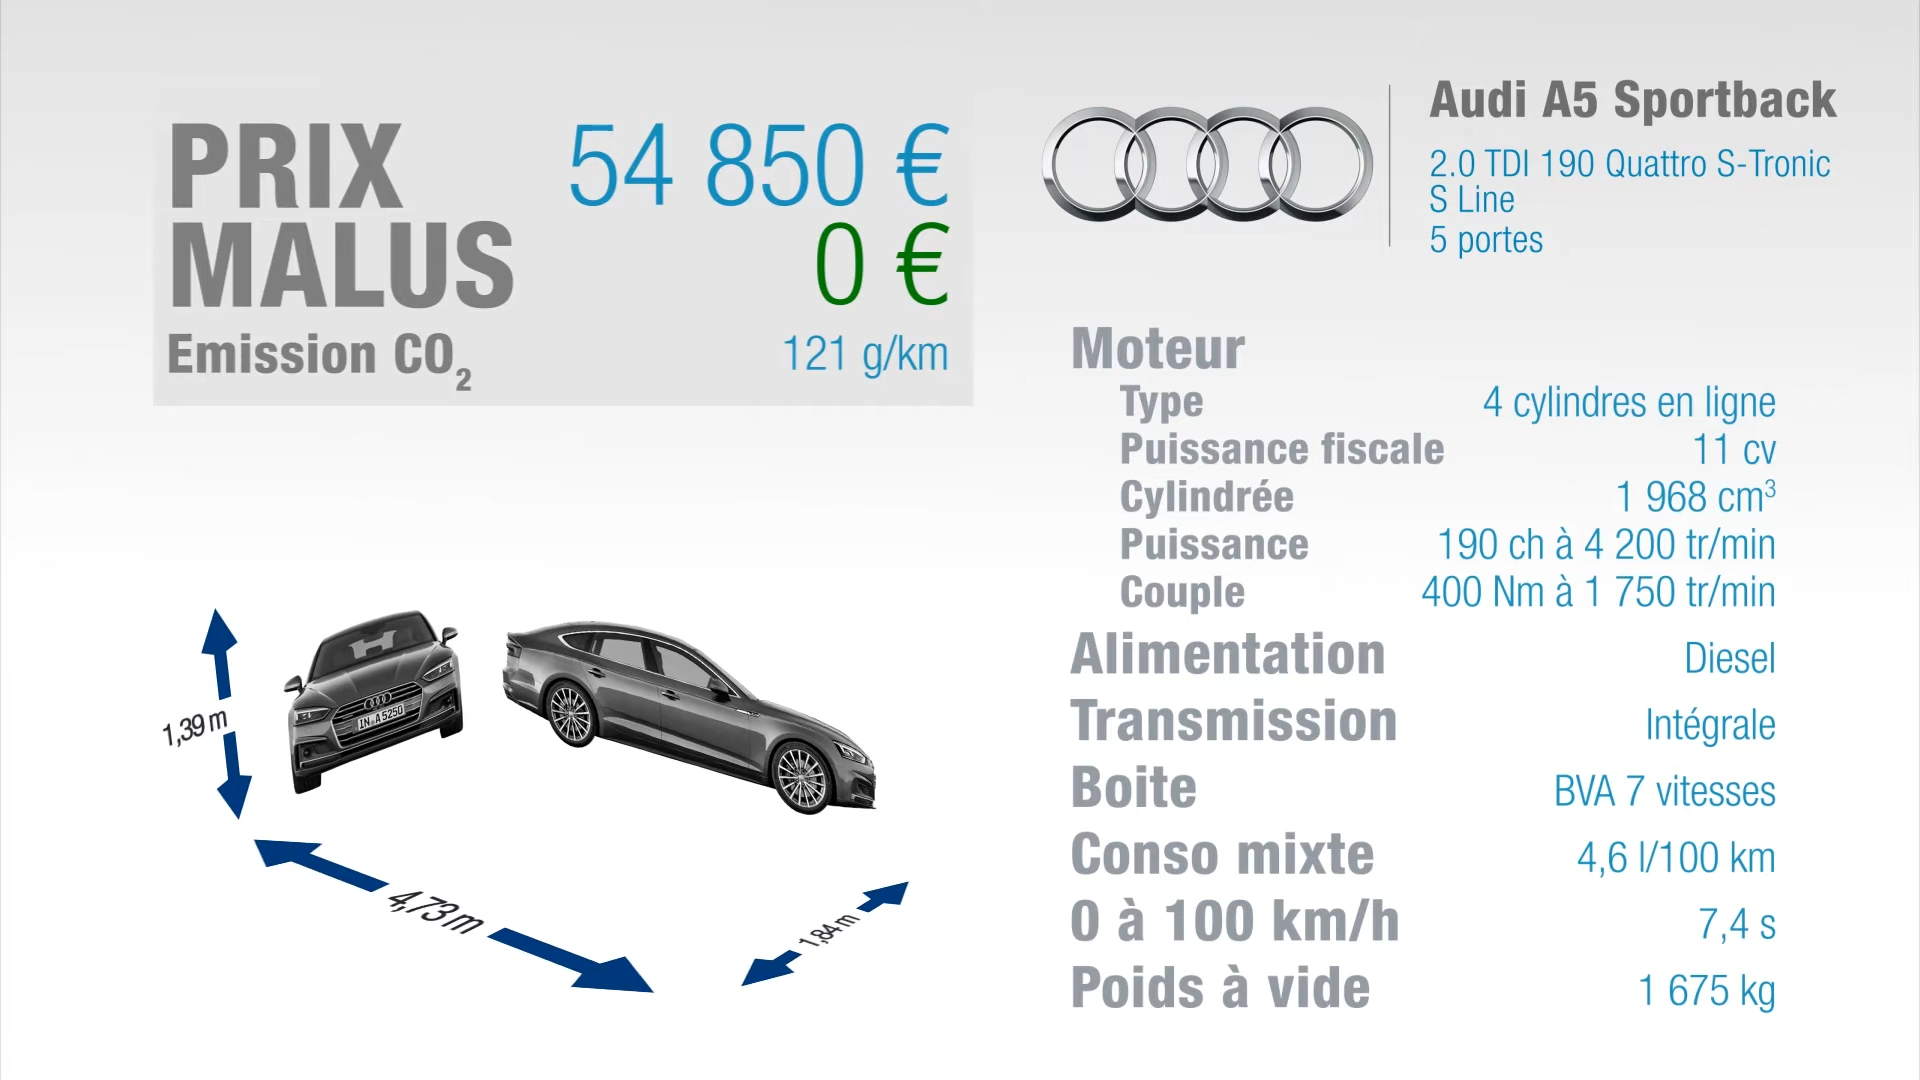 PRIX 54 850 €
MALUS 0 €
Emission CO₂ 121 g/km
Audi A5 Sportback
2.0 TDI 190 Quattro S-Tronic
S Line
5 portes
Moteur
Type 4 cylindres en ligne
Puissance fiscale 11 cv
Cylindrée 1 968 cm³
Puissance 190 ch à 4 200 tr/min
Couple 400 Nm à 1 750 tr/min
Alimentation Diesel
Transmission Intégrale
Boite BVA 7 vitesses
Conso mixte 4,6 l/100 km
0 à 100 km/h 7,4 s
Poids à vide 1 675 kg
1,39 m
IN A 5250
4,73 m
1,84 m